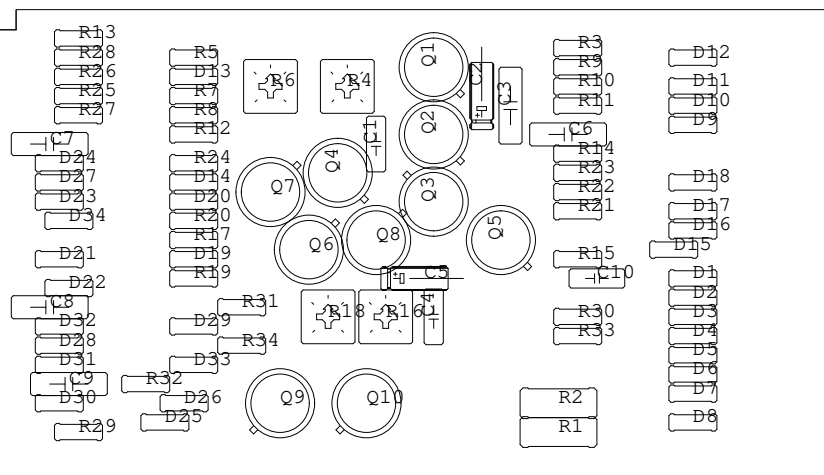 R13
R28
R26
R25
R27
C7
D24
D27
D23
D34
D21
D22
C8
D32
D28
D31
C9
D30
R29
R5
D13
R7
R8
R12
R24
D14
D20
R20
R17
D19
R19
R31
D29
R34
D33
R32
D26
D25
R6
R4
Q1
C2
C3
C1
Q2
Q4
Q7
Q3
Q6
Q8
Q5
C5
R18
R16
C4
Q9
Q10
R3
R9
R10
R11
C6
R14
R23
R22
R21
R15
C10
R30
R33
R2
R1
D12
D11
D10
D9
D18
D17
D16
D15
D1
D2
D3
D4
D5
D6
D7
D8